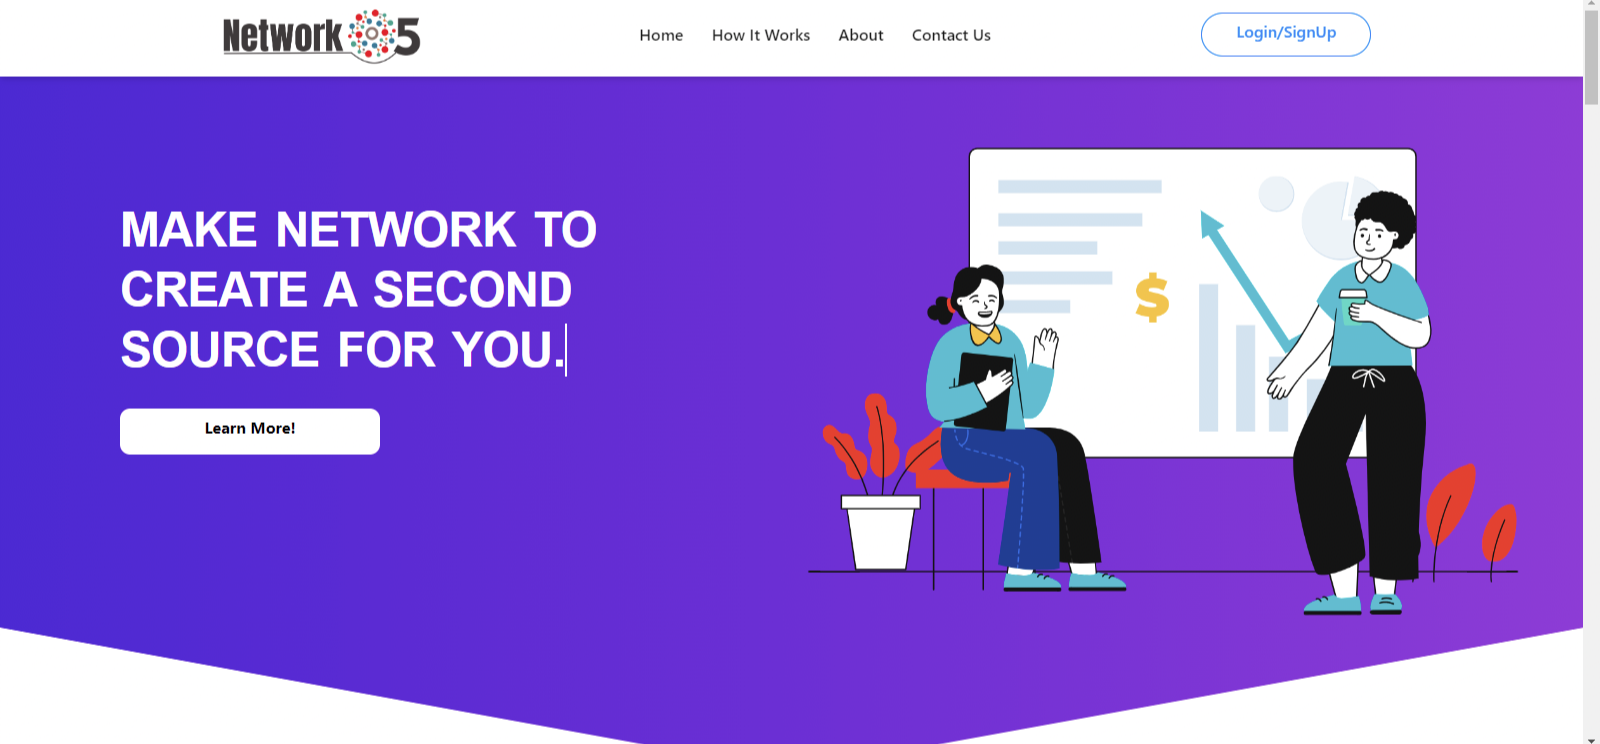 Network 5
Home
How It Works
About
Contact Us
Login/SignUp
MAKE NETWORK TO
CREATE A SECOND
SOURCE FOR YOU.
Learn More!
$